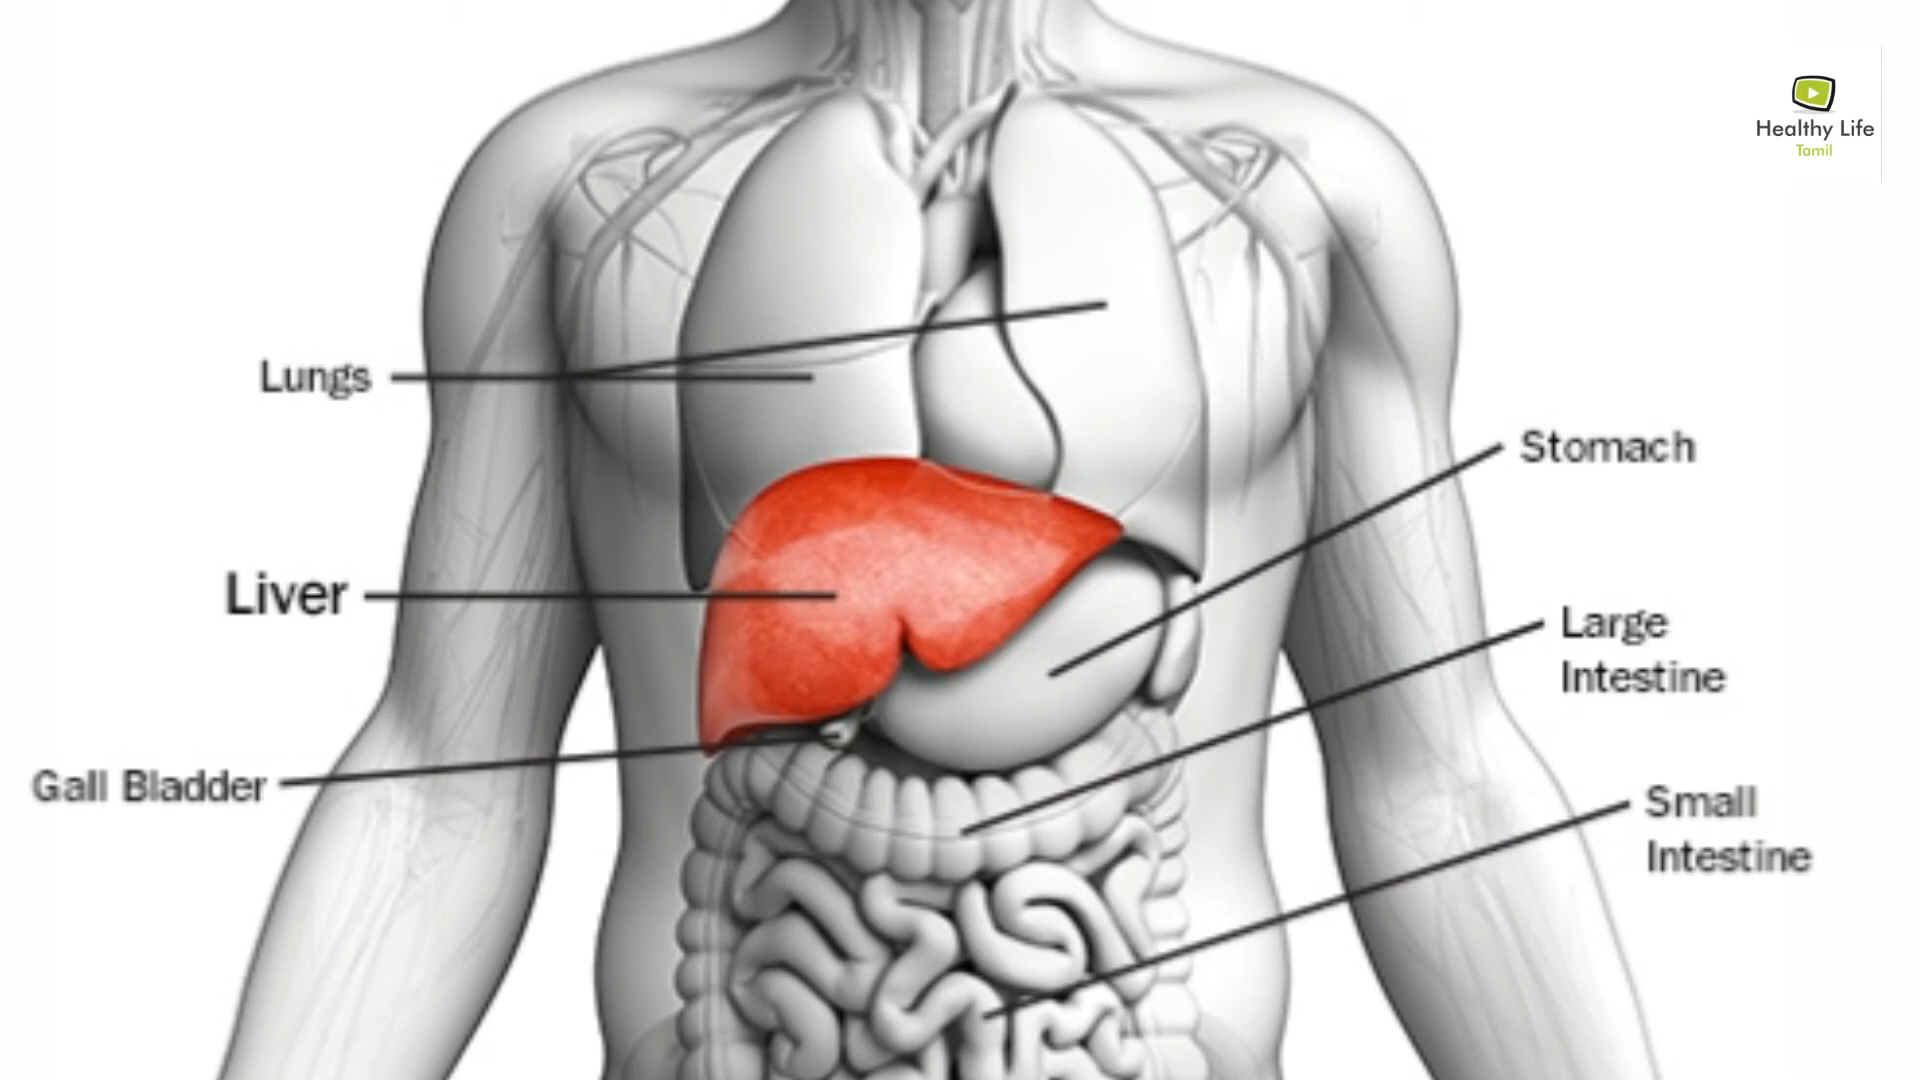 Healthy Life
Tamil
Lungs
Stomach
Liver
Large
Intestine
Gall Bladder
Small
Intestine